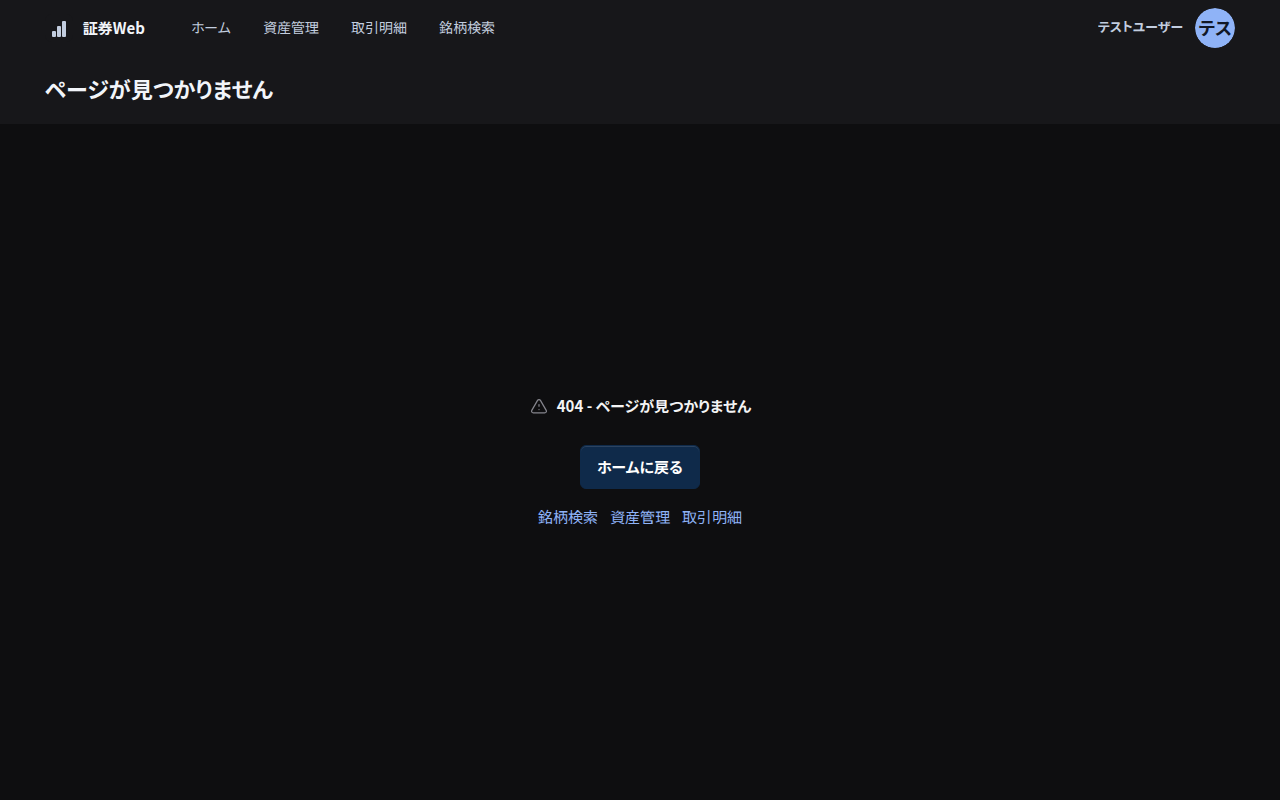 証券Web ホーム 資産管理 取引明細 銘柄検索 テストユーザー テス
ページが見つかりません
404 - ページが見つかりません
ホームに戻る
銘柄検索 資産管理 取引明細